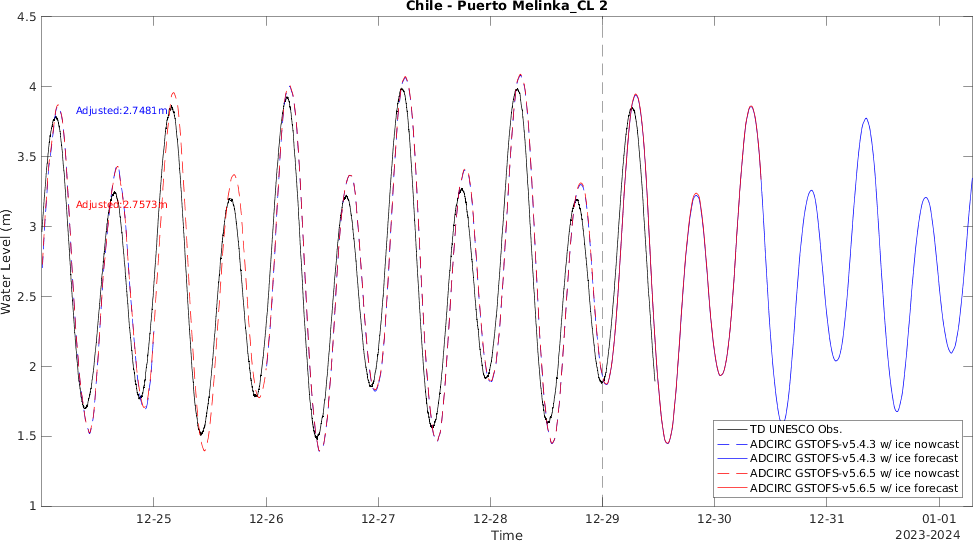 Chile - Puerto Melinka_CL 2
4.5
4
3.5
3
2.5
2
1.5
1
Water Level (m)
Adjusted:2.7481m
Adjusted:2.7573m
TD UNESCO Obs.
ADCIRC GSTOFS-v5.4.3 w/ ice nowcast
ADCIRC GSTOFS-v5.4.3 w/ ice forecast
ADCIRC GSTOFS-v5.6.5 w/ ice nowcast
ADCIRC GSTOFS-v5.6.5 w/ ice forecast
12-25 12-26 12-27 12-28 12-29 12-30 12-31 01-01
Time
2023-2024